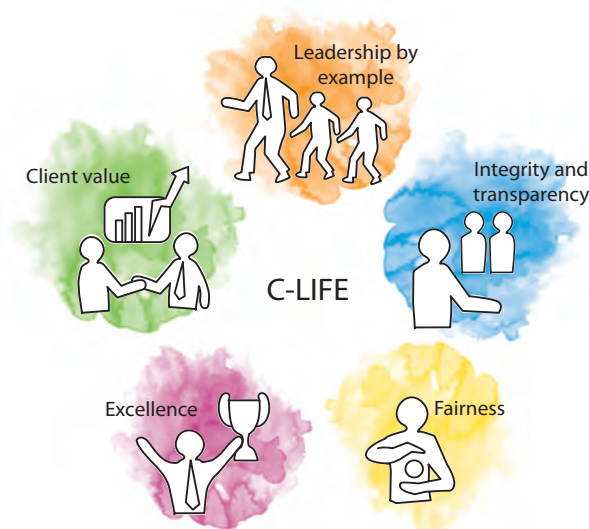 Leadership by
example
Client value
Integrity and
transparency
C-LIFE
Excellence
Fairness